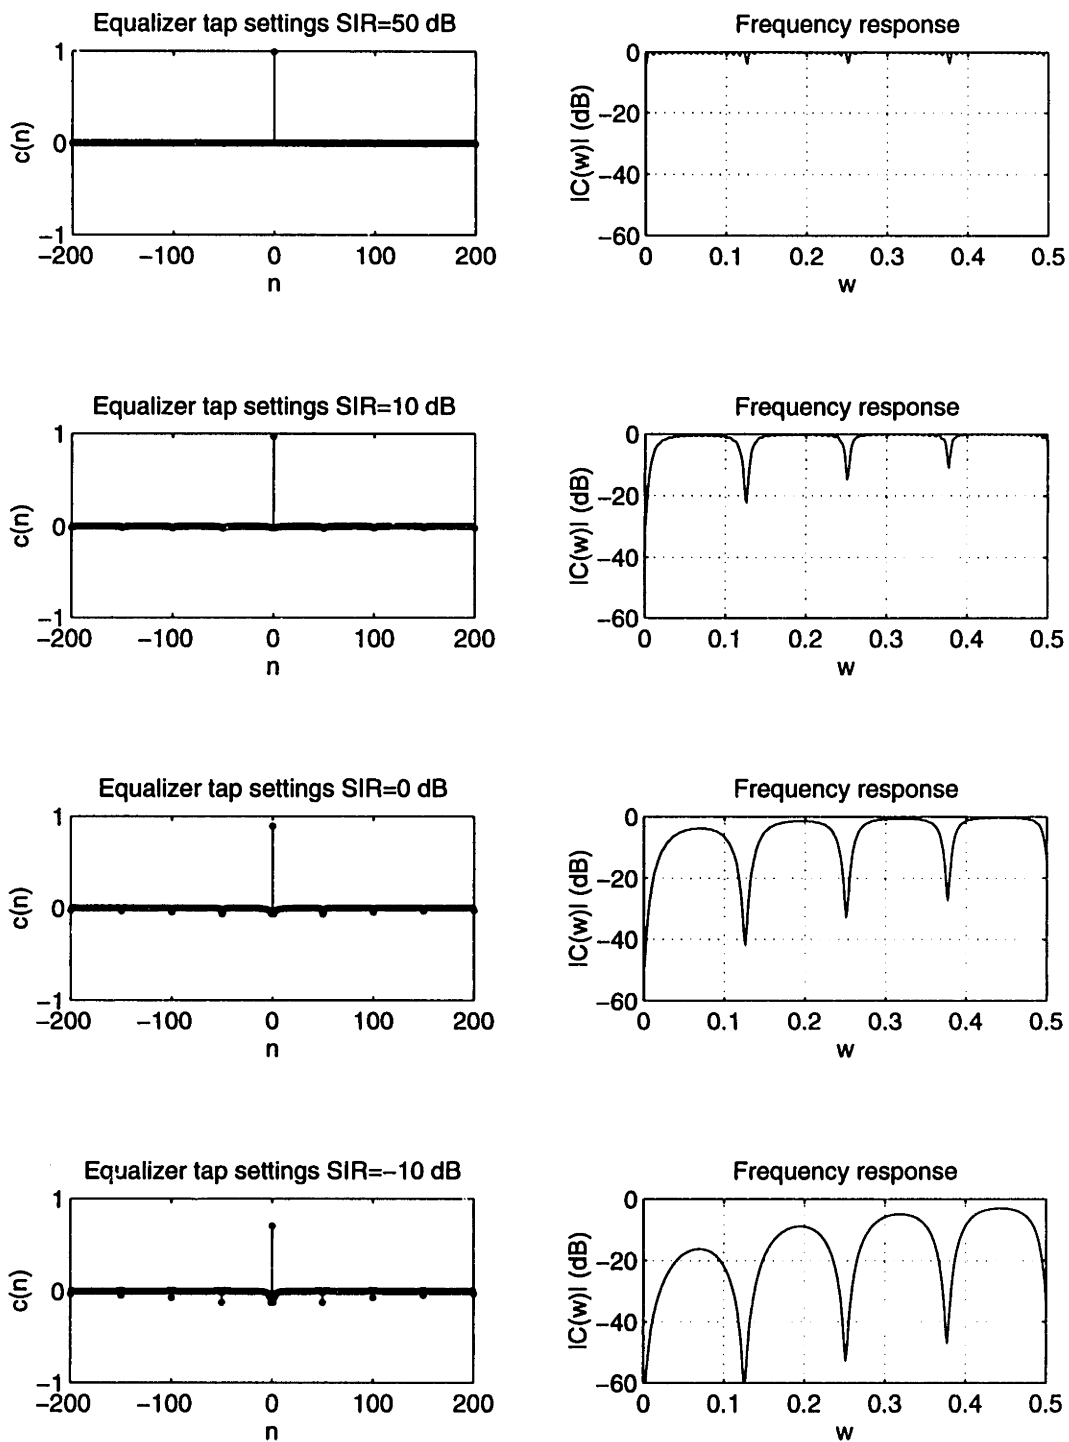 Equalizer tap settings SIR=50 dB
Frequency response
1
0
−1
c(n)
−200 −100 0 100 200
n
0
−20
−40
−60
|C(w)| (dB)
0 0.1 0.2 0.3 0.4 0.5
w
Equalizer tap settings SIR=10 dB
Frequency response
1
0
−1
c(n)
−200 −100 0 100 200
n
0
−20
−40
−60
|C(w)| (dB)
0 0.1 0.2 0.3 0.4 0.5
w
Equalizer tap settings SIR=0 dB
Frequency response
1
0
−1
c(n)
−200 −100 0 100 200
n
0
−20
−40
−60
|C(w)| (dB)
0 0.1 0.2 0.3 0.4 0.5
w
Equalizer tap settings SIR=−10 dB
Frequency response
1
0
−1
c(n)
−200 −100 0 100 200
n
0
−20
−40
−60
|C(w)| (dB)
0 0.1 0.2 0.3 0.4 0.5
w